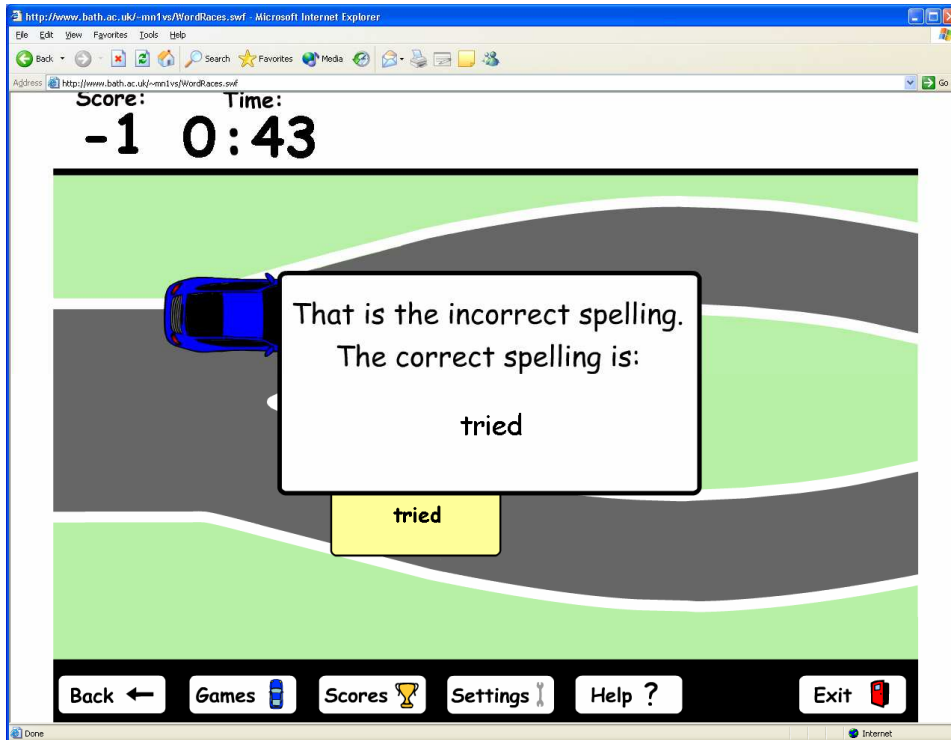 http://www.bath.ac.uk/~mn1vs/WordRaces.swf - Microsoft Internet Explorer
File Edit View Favorites Tools Help
Back Search Favorites Media
Address http://www.bath.ac.uk/~mn1vs/WordRaces.swf Go
Score: Time:
-1 0:43
That is the incorrect spelling.
The correct spelling is:
tried
tried
Back Games Scores Settings Help ? Exit
Done Internet